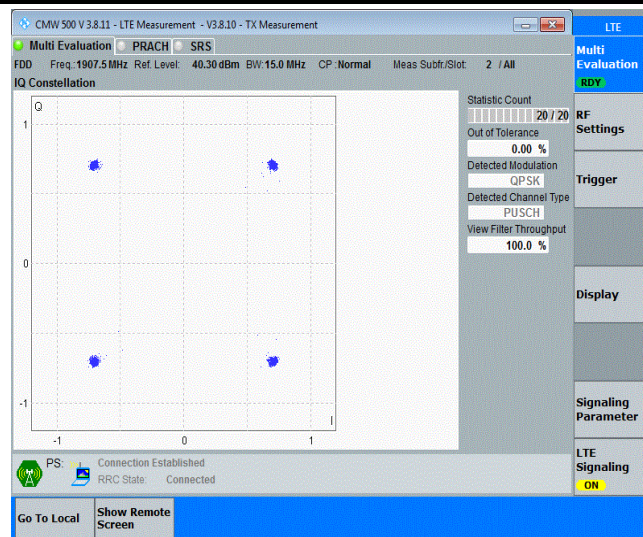 CMW 500 V 3.8.11 - LTE Measurement - V3.8.10 - TX Measurement
LTE
Multi Evaluation PRACH SRS
Multi
Evaluation
RDY
FDD Freq.:1907.5 MHz Ref. Level: 40.30 dBm BW:15.0 MHz CP :Normal Meas Subfr./Slot: 2 / All
IQ Constellation
Q
1
0
-1
I
-1 0 1
Statistic Count
20 / 20
Out of Tolerance
0.00 %
Detected Modulation
QPSK
Detected Channel Type
PUSCH
View Filter Throughput
100.0 %
RF
Settings
Trigger
Display
Signaling
Parameter
LTE
Signaling
ON
PS: Connection Established
RRC State: Connected
Go To Local
Show Remote
Screen